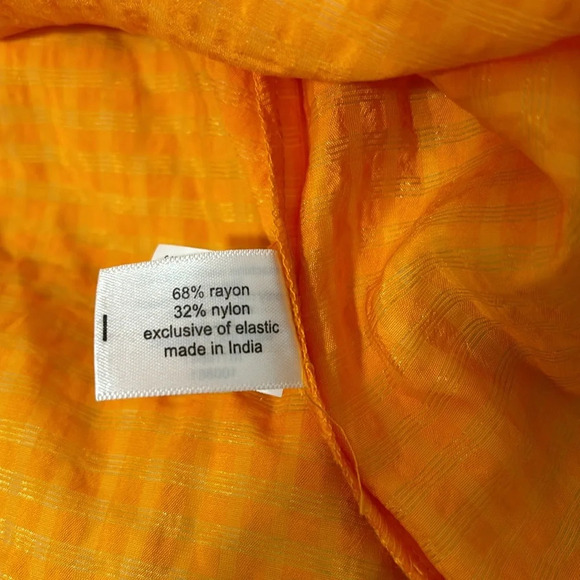 68% rayon
32% nylon
exclusive of elastic
made in India